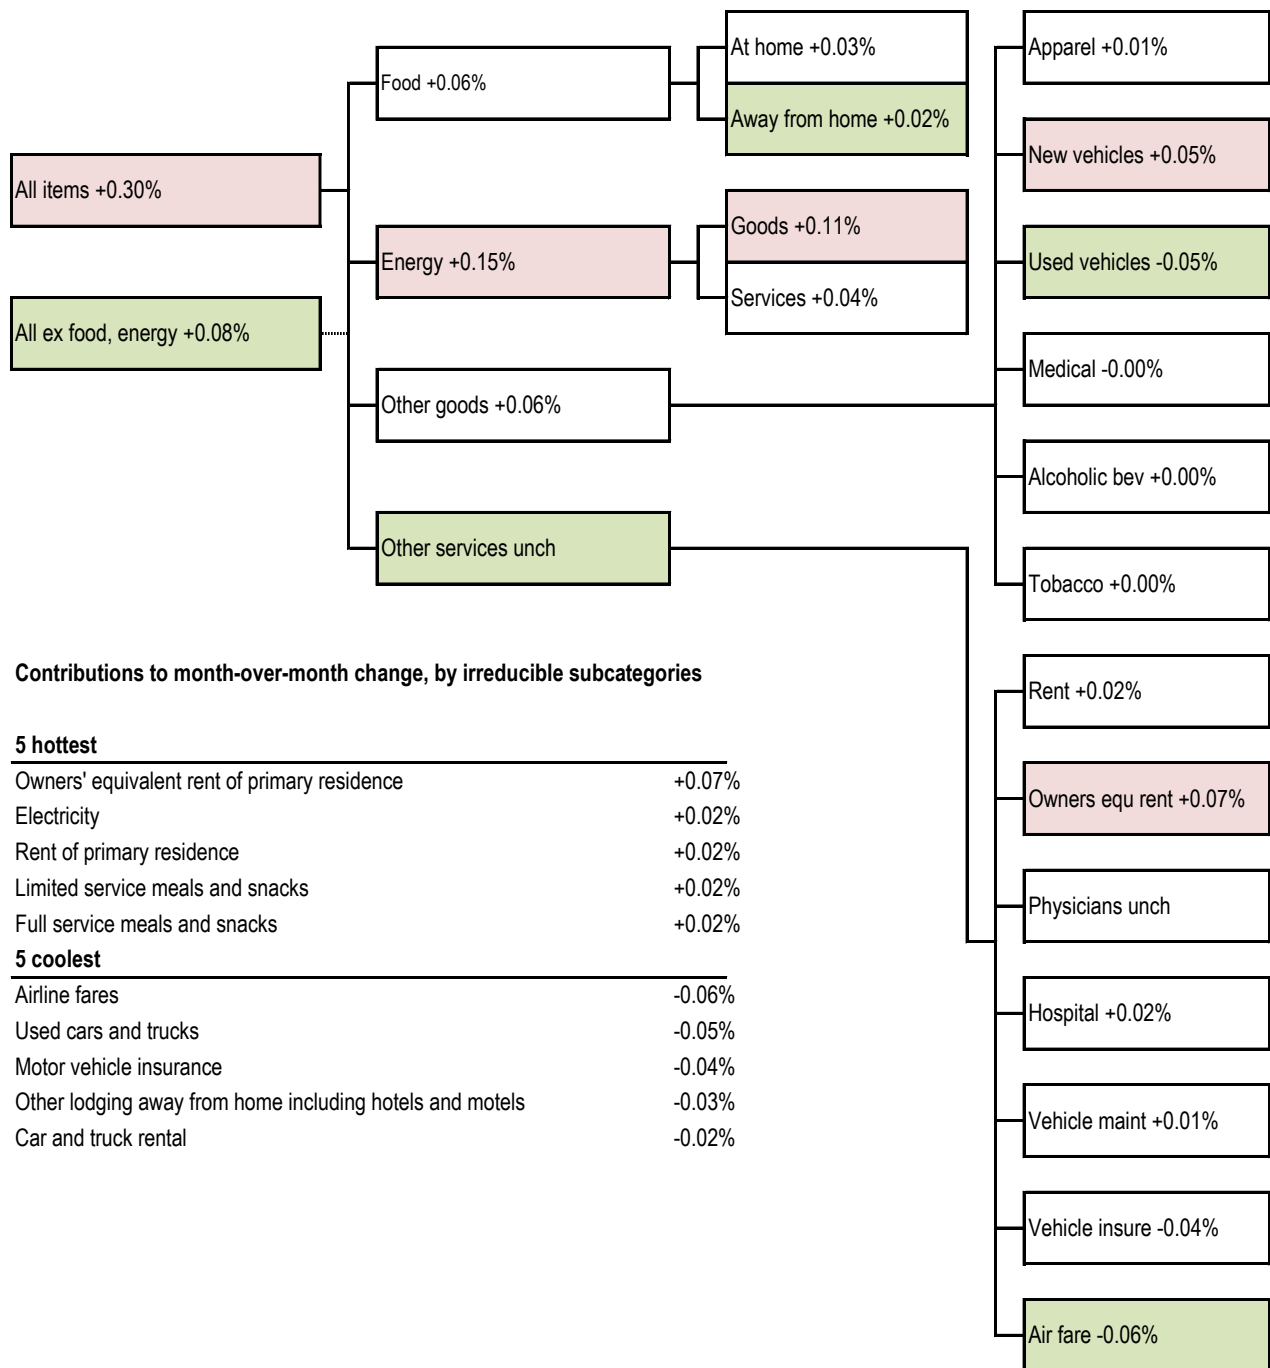 At home +0.03%
Apparel +0.01%
Food +0.06%
Away from home +0.02%
New vehicles +0.05%
All items +0.30%
Goods +0.11%
Energy +0.15%
Used vehicles -0.05%
Services +0.04%
All ex food, energy +0.08%
Medical -0.00%
Other goods +0.06%
Alcoholic bev +0.00%
Other services unch
Tobacco +0.00%
Contributions to month-over-month change, by irreducible subcategories
Rent +0.02%
5 hottest
Owners' equivalent rent of primary residence +0.07%
Electricity +0.02%
Rent of primary residence +0.02%
Limited service meals and snacks +0.02%
Full service meals and snacks +0.02%
5 coolest
Airline fares -0.06%
Used cars and trucks -0.05%
Motor vehicle insurance -0.04%
Other lodging away from home including hotels and motels -0.03%
Car and truck rental -0.02%
Owners equ rent +0.07%
Physicians unch
Hospital +0.02%
Vehicle maint +0.01%
Vehicle insure -0.04%
Air fare -0.06%